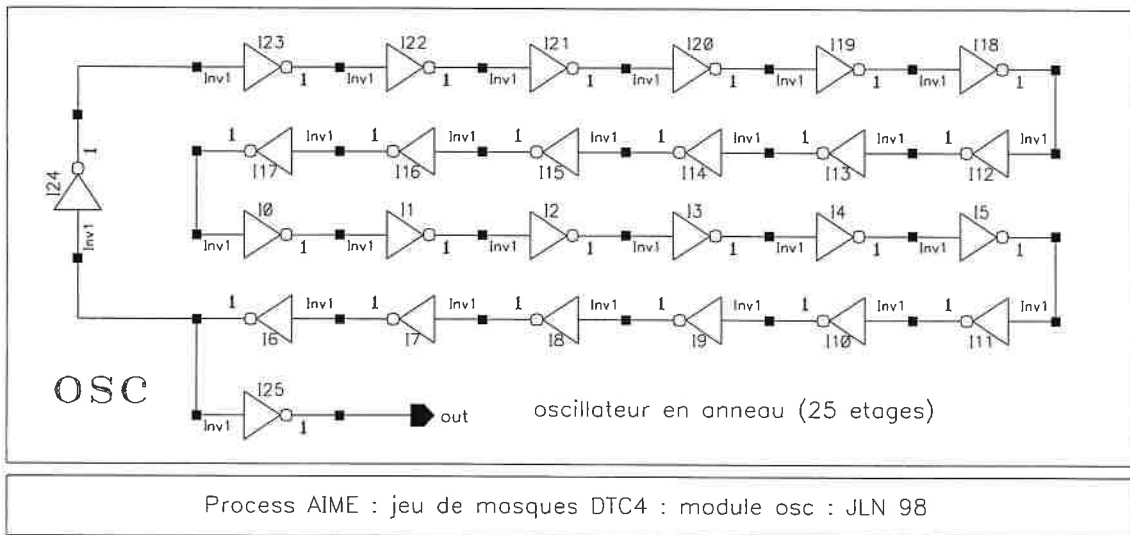 I23 I22 I21 I20 I19 I18
Inv1 1 Inv1 1 Inv1 1 Inv1 1 Inv1 1 Inv1 1
1 Inv1 1 Inv1 1 Inv1 1 Inv1 1 Inv1 1 Inv1
I17 I16 I15 I14 I13 I12
1
I24
Inv1
I0 I1 I2 I3 I4 I5
Inv1 1 Inv1 1 Inv1 1 Inv1 1 Inv1 1 Inv1 1
1 Inv1 1 Inv1 1 Inv1 1 Inv1 1 Inv1 1 Inv1
I6 I7 I8 I9 I10 I11
OSC
I25
Inv1 1 out
oscillateur en anneau (25 etages)
Process AIME : jeu de masques DTC4 : module osc : JLN 98